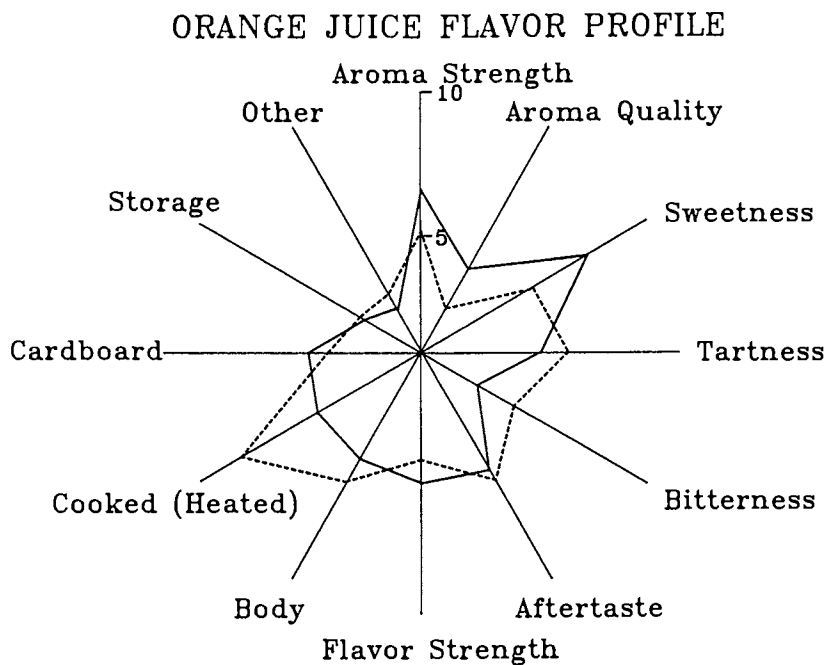 ORANGE JUICE FLAVOR PROFILE
Aroma Strength
10
Other
Aroma Quality
Storage
Sweetness
5
Cardboard
Tartness
Cooked (Heated)
Bitterness
Body
Aftertaste
Flavor Strength